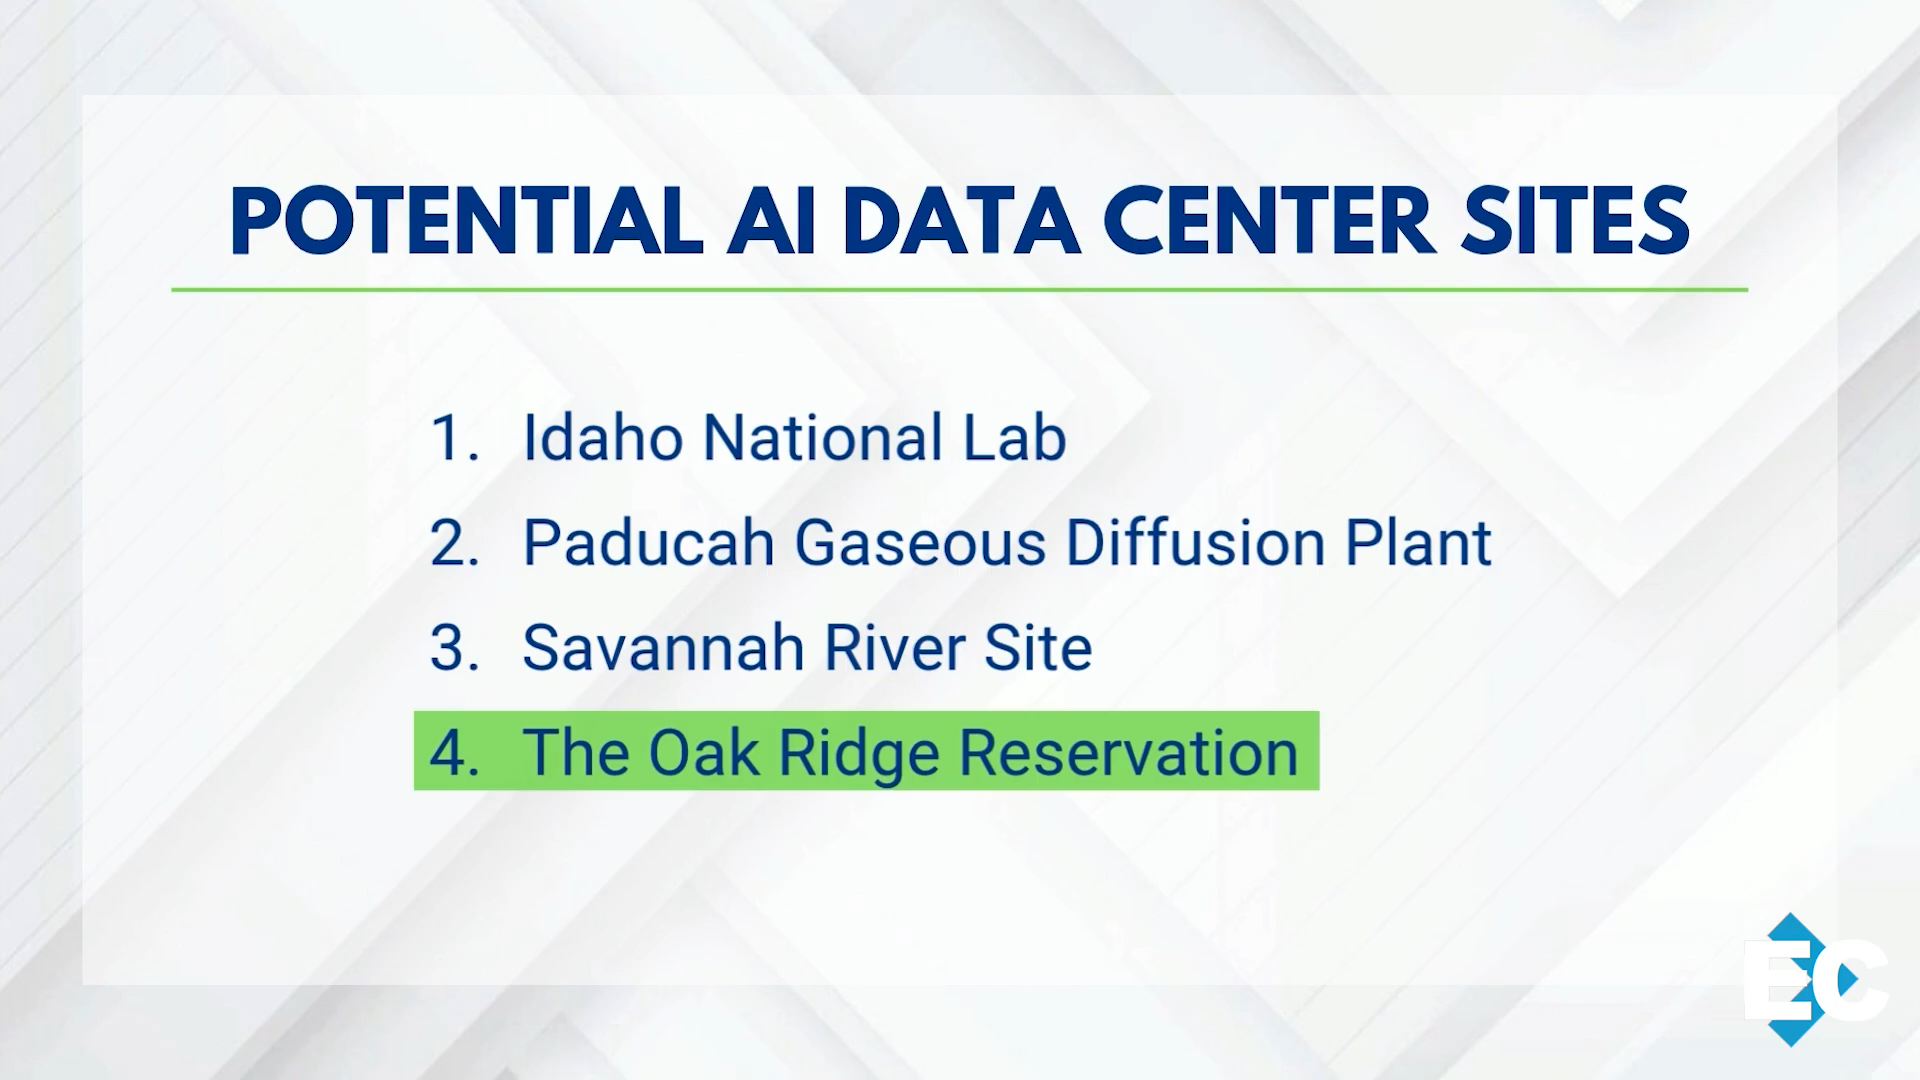 POTENTIAL AI DATA CENTER SITES
1. Idaho National Lab
2. Paducah Gaseous Diffusion Plant
3. Savannah River Site
4. The Oak Ridge Reservation
EC